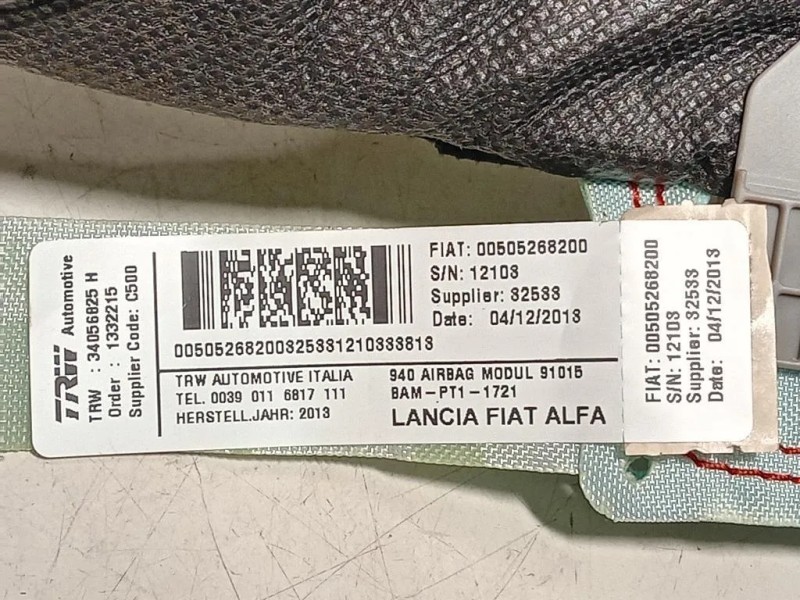 TRW Automotive
TRW : 34056825 H
Order : 1332215
Supplier Code: C500
FIAT: 00505268200
S/N: 12103
Supplier: 32533
Date: 04/12/2013
00505268200325331210333813
TRW AUTOMOTIVE ITALIA
TEL. 0039 011 6817 111
HERSTELL.JAHR: 2013
940 AIRBAG MODUL 91015
BAM-PT1-1721
LANCIA FIAT ALFA
FIAT: 00505268200
S/N: 12103
Supplier: 32533
Date: 04/12/2013